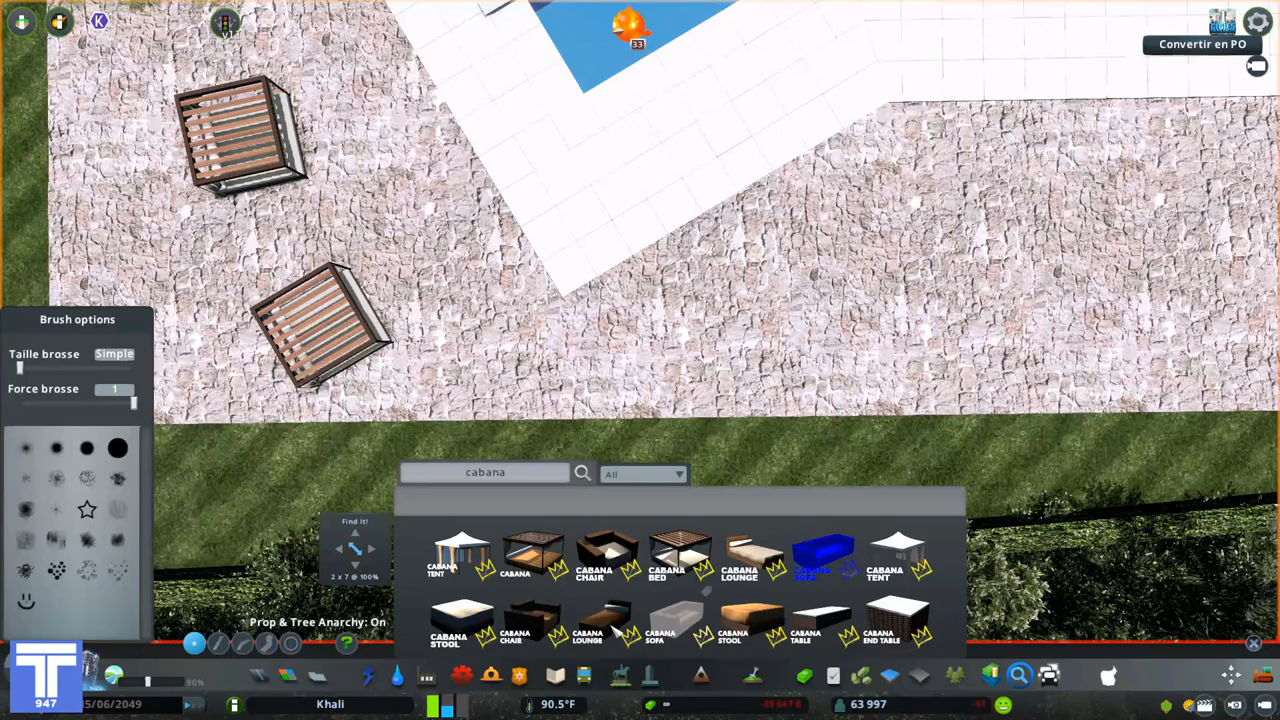 K
v11
33
Convertir en PO
Brush options
Taille brosse Simple
Force brosse 1
cabana
All
Find It!
2 x 7 @ 100%
CABANA TENT
CABANA
CABANA CHAIR
CABANA BED
CABANA LOUNGE
CABANA SOFA
CABANA TENT
CABANA STOOL
CABANA CHAIR
CABANA LOUNGE
CABANA SOFA
CABANA STOOL
CABANA TABLE
CABANA END TABLE
Prop & Tree Anarchy: On
90%
T
947
5/06/2049
Khali
90.5°F
∞
63 997